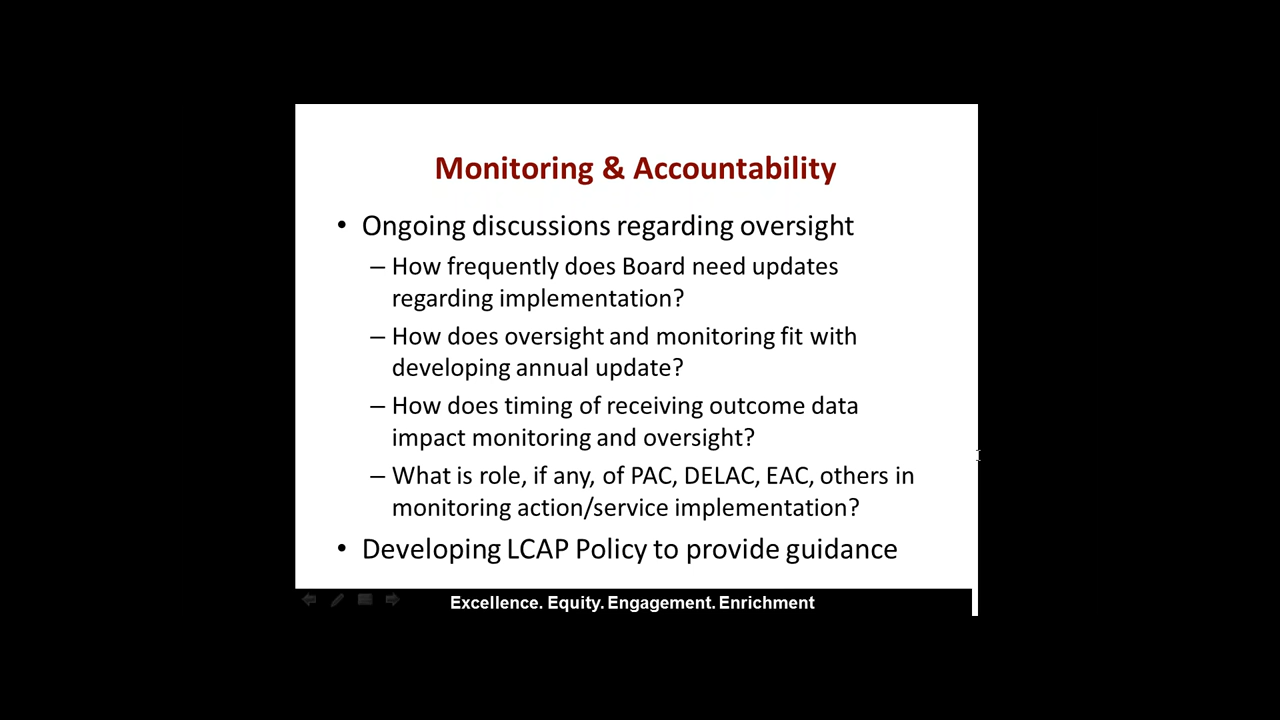 Monitoring & Accountability
• Ongoing discussions regarding oversight
– How frequently does Board need updates
regarding implementation?
– How does oversight and monitoring fit with
developing annual update?
– How does timing of receiving outcome data
impact monitoring and oversight?
– What is role, if any, of PAC, DELAC, EAC, others in
monitoring action/service implementation?
• Developing LCAP Policy to provide guidance
Excellence. Equity. Engagement. Enrichment